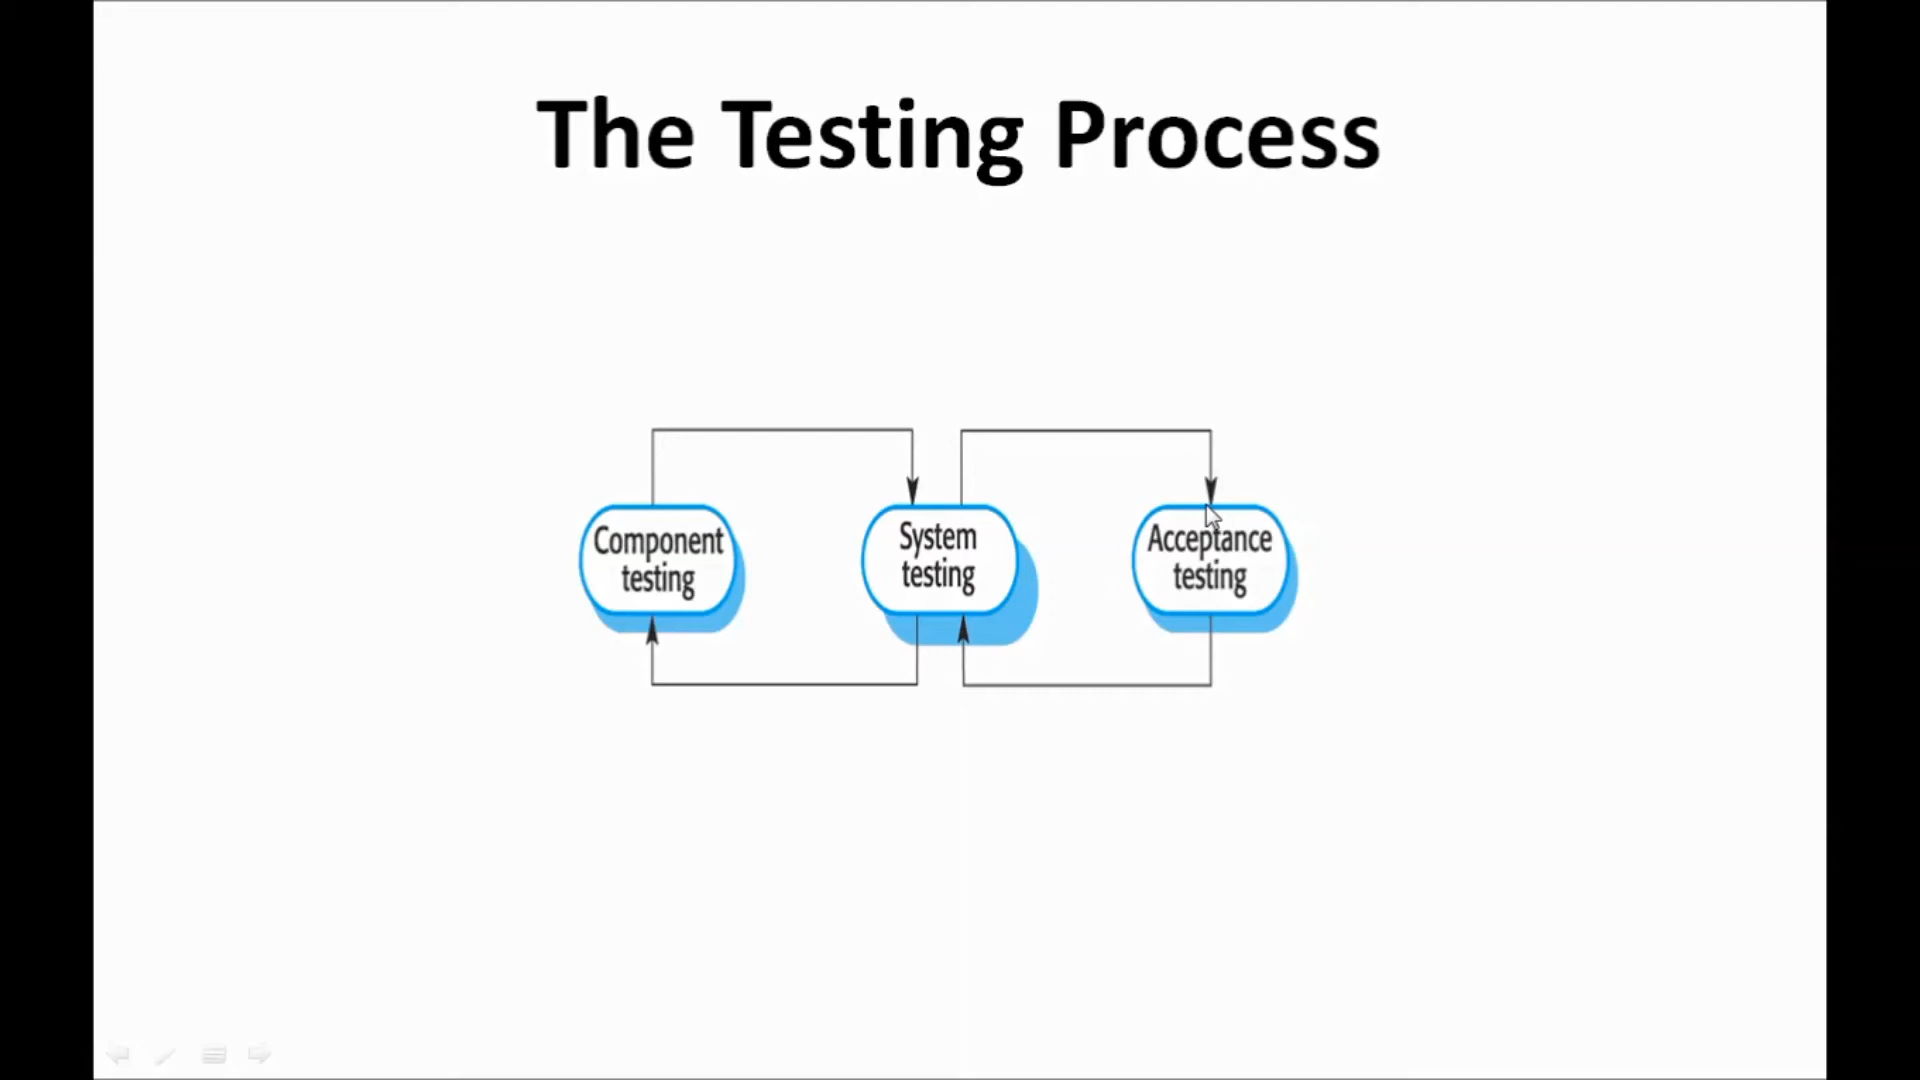 The Testing Process
Component
testing
System
testing
Acceptance
testing